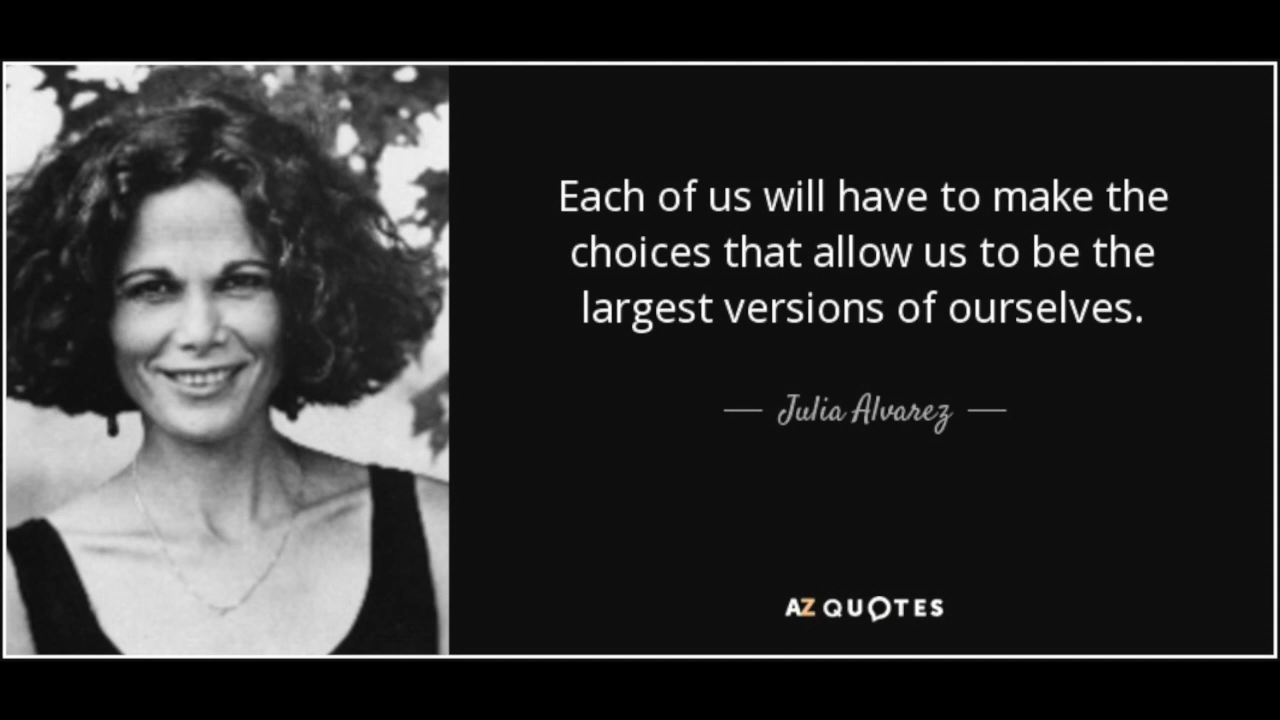 Each of us will have to make the
choices that allow us to be the
largest versions of ourselves.
Julia Alvarez
AZ QUOTES